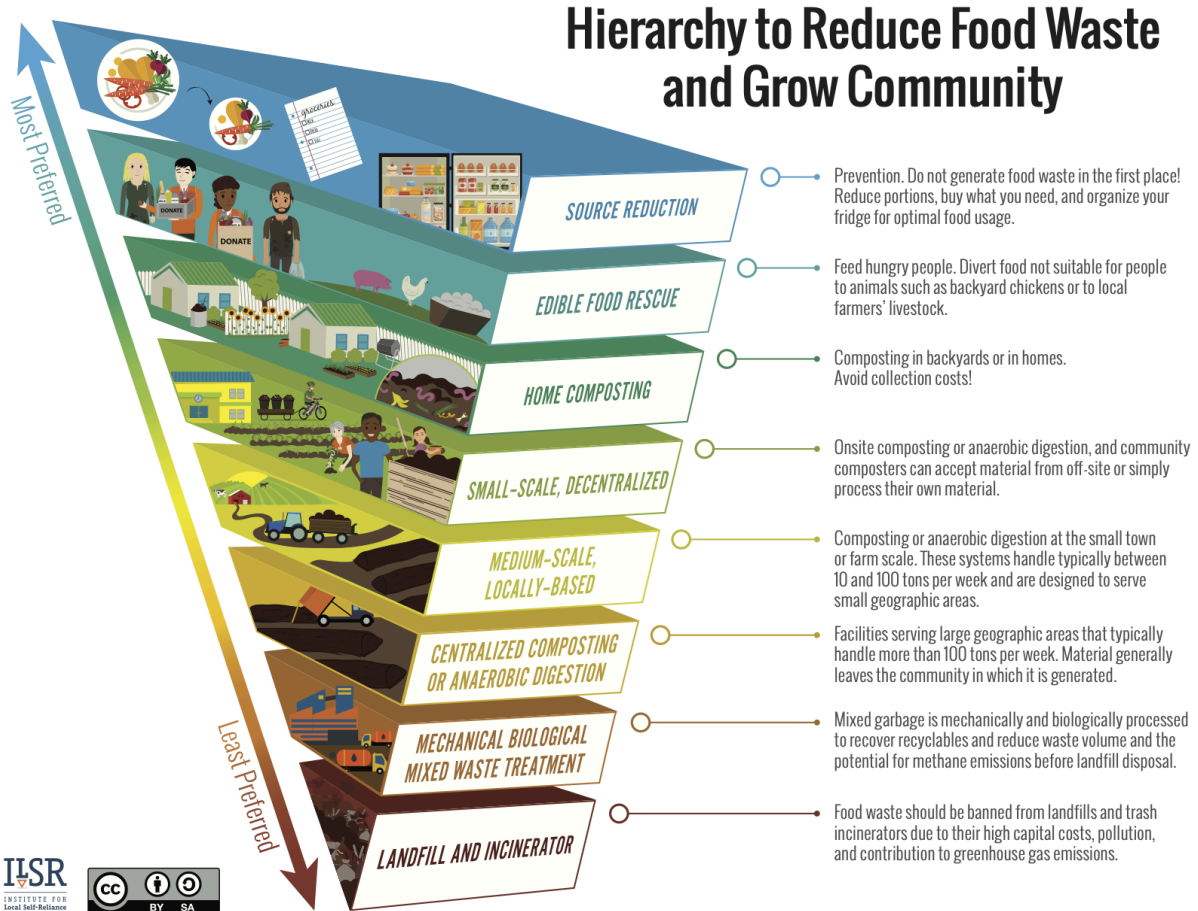 Hierarchy to Reduce Food Waste
and Grow Community
Most Preferred
groceries
DONATE
DONATE
SOURCE REDUCTION
Prevention. Do not generate food waste in the first place!
Reduce portions, buy what you need, and organize your
fridge for optimal food usage.
EDIBLE FOOD RESCUE
Feed hungry people. Divert food not suitable for people
to animals such as backyard chickens or to local
farmers' livestock.
HOME COMPOSTING
Composting in backyards or in homes.
Avoid collection costs!
SMALL-SCALE, DECENTRALIZED
Onsite composting or anaerobic digestion, and community
composters can accept material from off-site or simply
process their own material.
MEDIUM-SCALE,
LOCALLY-BASED
Composting or anaerobic digestion at the small town
or farm scale. These systems handle typically between
10 and 100 tons per week and are designed to serve
small geographic areas.
CENTRALIZED COMPOSTING
OR ANAEROBIC DIGESTION
Facilities serving large geographic areas that typically
handle more than 100 tons per week. Material generally
leaves the community in which it is generated.
MECHANICAL BIOLOGICAL
MIXED WASTE TREATMENT
Mixed garbage is mechanically and biologically processed
to recover recyclables and reduce waste volume and the
potential for methane emissions before landfill disposal.
Least Preferred
LANDFILL AND INCINERATOR
Food waste should be banned from landfills and trash
incinerators due to their high capital costs, pollution,
and contribution to greenhouse gas emissions.
ILSR
INSTITUTE FOR
Local Self-Reliance
cc
BY SA